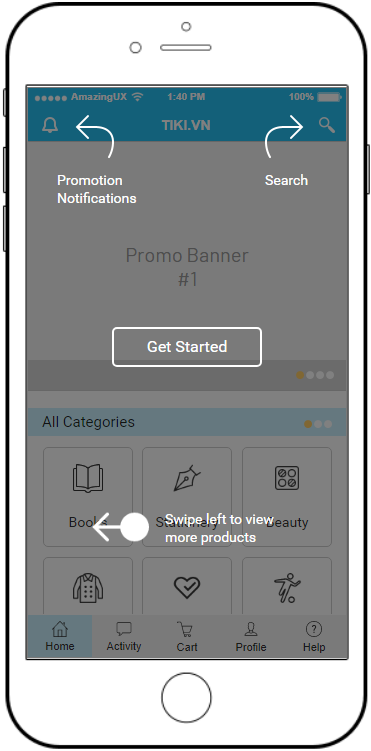 AmazingUX 1:40 PM 100%
TIKI.VN
Promotion
Notifications
Search
Promo Banner
#1
Get Started
All Categories
Books Stationery Beauty
Swipe left to view
more products
Home Activity Cart Profile Help